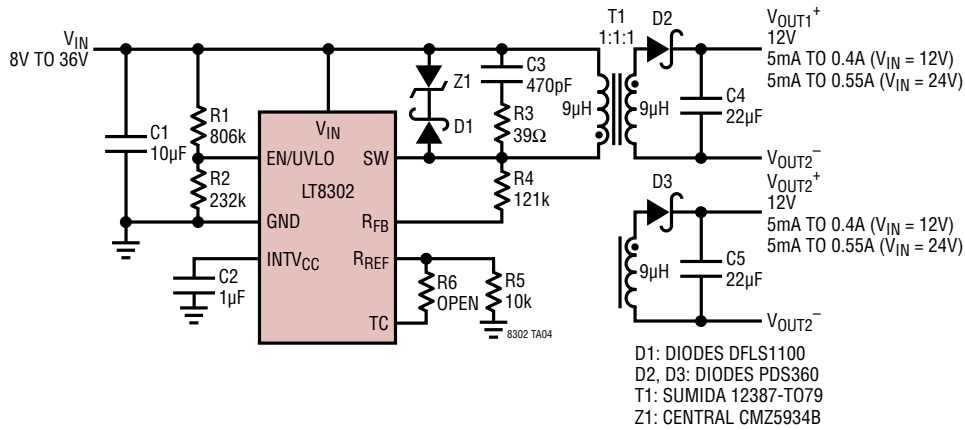 V_IN
8V TO 36V
C1
10µF
R1
806k
R2
232k
V_IN
EN/UVLO
SW
LT8302
GND
R_FB
INTV_CC
R_REF
TC
C2
1µF
Z1
D1
C3
470pF
R3
39Ω
R4
121k
R6
OPEN
R5
10k
8302 TA04
T1
1:1:1
9µH
9µH
D2
C4
22µF
V_OUT1+
12V
5mA TO 0.4A (V_IN = 12V)
5mA TO 0.55A (V_IN = 24V)
V_OUT2–
D3
9µH
C5
22µF
V_OUT2+
12V
5mA TO 0.4A (V_IN = 12V)
5mA TO 0.55A (V_IN = 24V)
V_OUT2–
D1: DIODES DFLS1100
D2, D3: DIODES PDS360
T1: SUMIDA 12387-TO79
Z1: CENTRAL CMZ5934B